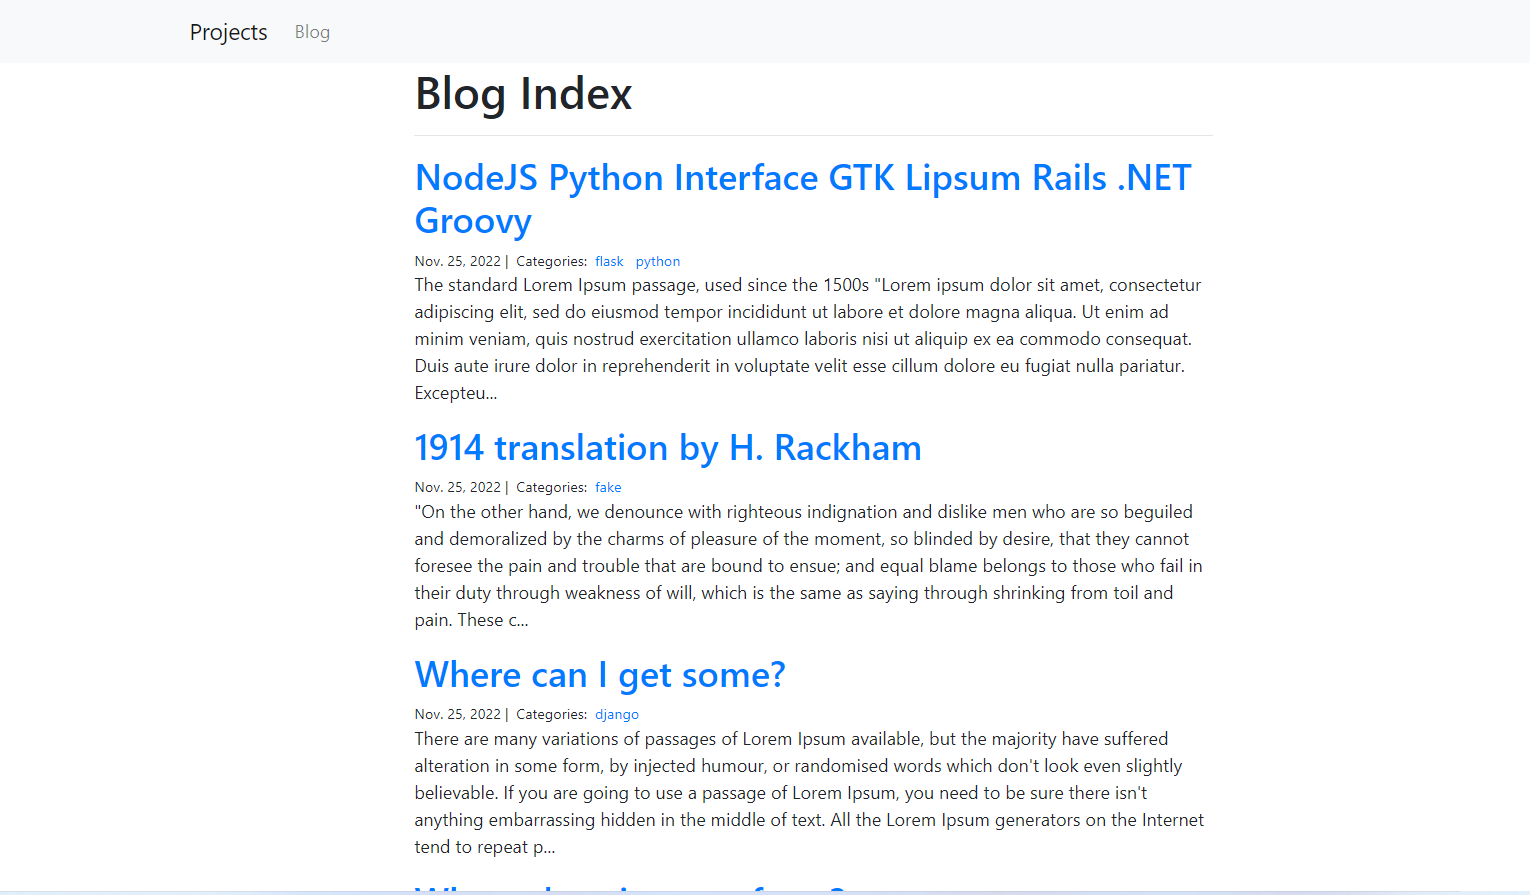 Projects Blog
Blog Index
NodeJS Python Interface GTK Lipsum Rails .NET
Groovy
Nov. 25, 2022 | Categories: flask python
The standard Lorem Ipsum passage, used since the 1500s "Lorem ipsum dolor sit amet, consectetur
adipiscing elit, sed do eiusmod tempor incididunt ut labore et dolore magna aliqua. Ut enim ad
minim veniam, quis nostrud exercitation ullamco laboris nisi ut aliquip ex ea commodo consequat.
Duis aute irure dolor in reprehenderit in voluptate velit esse cillum dolore eu fugiat nulla pariatur.
Excepteu...
1914 translation by H. Rackham
Nov. 25, 2022 | Categories: fake
"On the other hand, we denounce with righteous indignation and dislike men who are so beguiled
and demoralized by the charms of pleasure of the moment, so blinded by desire, that they cannot
foresee the pain and trouble that are bound to ensue; and equal blame belongs to those who fail in
their duty through weakness of will, which is the same as saying through shrinking from toil and
pain. These c...
Where can I get some?
Nov. 25, 2022 | Categories: django
There are many variations of passages of Lorem Ipsum available, but the majority have suffered
alteration in some form, by injected humour, or randomised words which don't look even slightly
believable. If you are going to use a passage of Lorem Ipsum, you need to be sure there isn't
anything embarrassing hidden in the middle of text. All the Lorem Ipsum generators on the Internet
tend to repeat p...